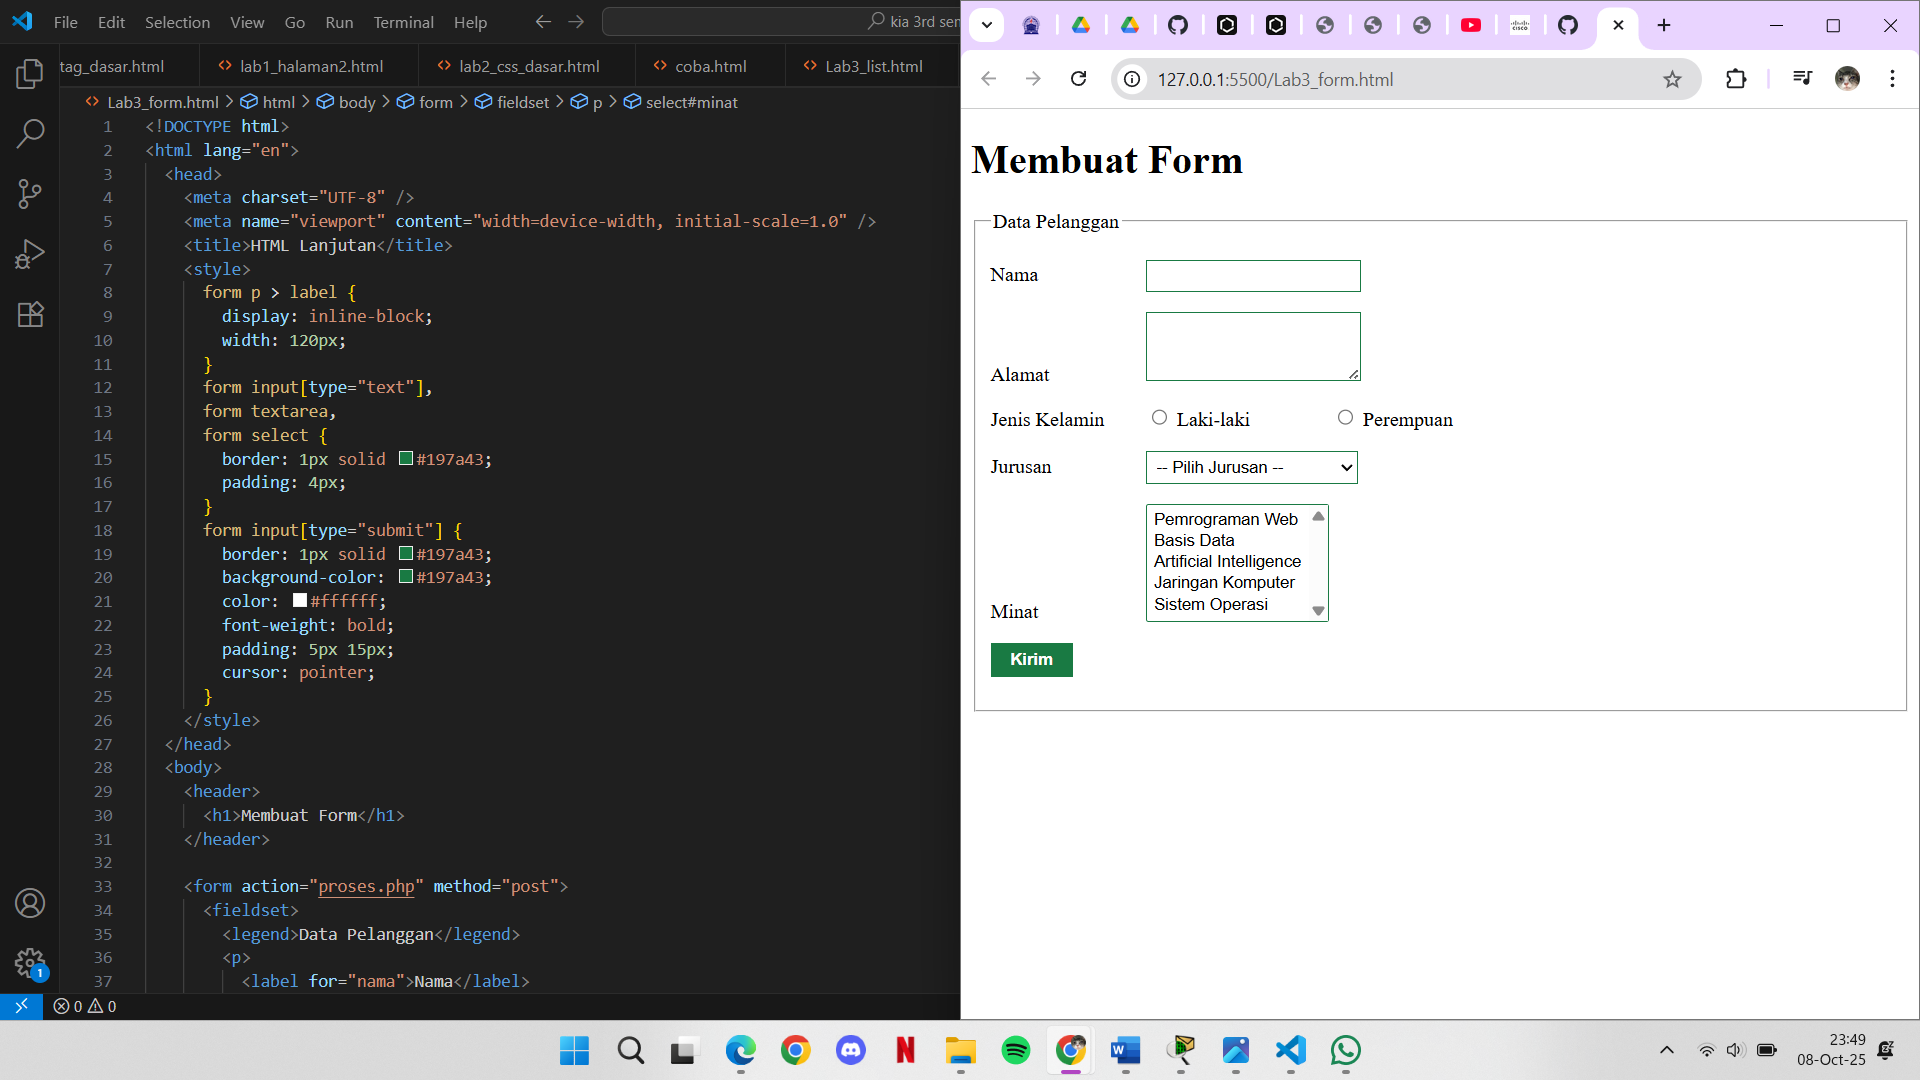 File Edit Selection View Go Run Terminal Help
kia 3rd sem
tag_dasar.html
lab1_halaman2.html
lab2_css_dasar.html
coba.html
Lab3_list.html
Lab3_form.html > html > body > form > fieldset > p > select#minat
1 <!DOCTYPE html>
2 <html lang="en">
3 <head>
4 <meta charset="UTF-8" />
5 <meta name="viewport" content="width=device-width, initial-scale=1.0" />
6 <title>HTML Lanjutan</title>
7 <style>
8 form p > label {
9 display: inline-block;
10 width: 120px;
11 }
12 form input[type="text"],
13 form textarea,
14 form select {
15 border: 1px solid #197a43;
16 padding: 4px;
17 }
18 form input[type="submit"] {
19 border: 1px solid #197a43;
20 background-color: #197a43;
21 color: #ffffff;
22 font-weight: bold;
23 padding: 5px 15px;
24 cursor: pointer;
25 }
26 </style>
27 </head>
28 <body>
29 <header>
30 <h1>Membuat Form</h1>
31 </header>
32
33 <form action="proses.php" method="post">
34 <fieldset>
35 <legend>Data Pelanggan</legend>
36 <p>
37 <label for="nama">Nama</label>
1
0 0
127.0.0.1:5500/Lab3_form.html
Membuat Form
Data Pelanggan
Nama
Alamat
Jenis Kelamin Laki-laki Perempuan
Jurusan -- Pilih Jurusan --
Pemrograman Web
Basis Data
Artificial Intelligence
Jaringan Komputer
Sistem Operasi
Minat
Kirim
23:49
08-Oct-25